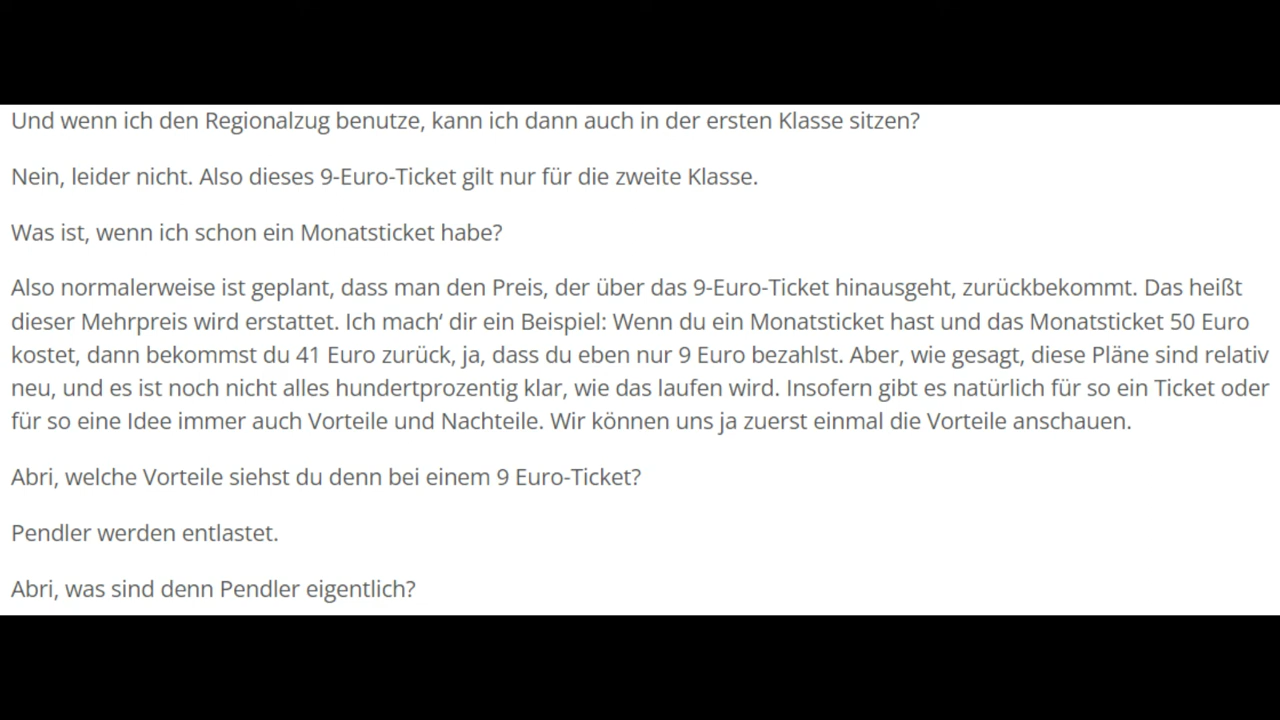 Und wenn ich den Regionalzug benutze, kann ich dann auch in der ersten Klasse sitzen?
Nein, leider nicht. Also dieses 9-Euro-Ticket gilt nur für die zweite Klasse.
Was ist, wenn ich schon ein Monatsticket habe?
Also normalerweise ist geplant, dass man den Preis, der über das 9-Euro-Ticket hinausgeht, zurückbekommt. Das heißt
dieser Mehrpreis wird erstattet. Ich mach‘ dir ein Beispiel: Wenn du ein Monatsticket hast und das Monatsticket 50 Euro
kostet, dann bekommst du 41 Euro zurück, ja, dass du eben nur 9 Euro bezahlst. Aber, wie gesagt, diese Pläne sind relativ
neu, und es ist noch nicht alles hundertprozentig klar, wie das laufen wird. Insofern gibt es natürlich für so ein Ticket oder
für so eine Idee immer auch Vorteile und Nachteile. Wir können uns ja zuerst einmal die Vorteile anschauen.
Abri, welche Vorteile siehst du denn bei einem 9 Euro-Ticket?
Pendler werden entlastet.
Abri, was sind denn Pendler eigentlich?